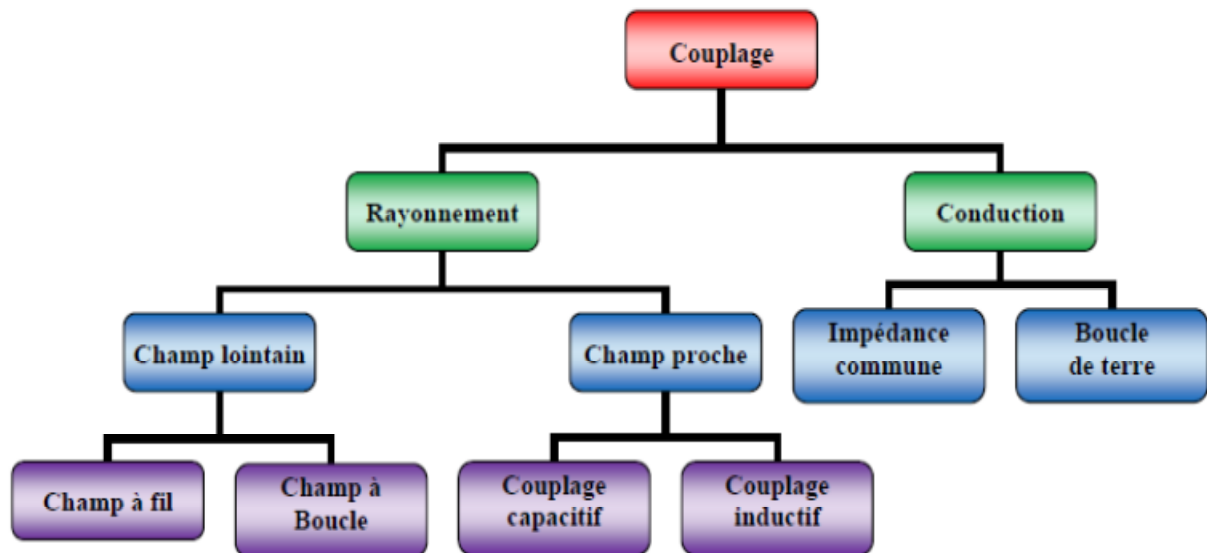 Couplage
Rayonnement
Conduction
Champ lointain
Champ proche
Impédance
commune
Boucle
de terre
Champ à fil
Champ à
Boucle
Couplage
capacitif
Couplage
inductif